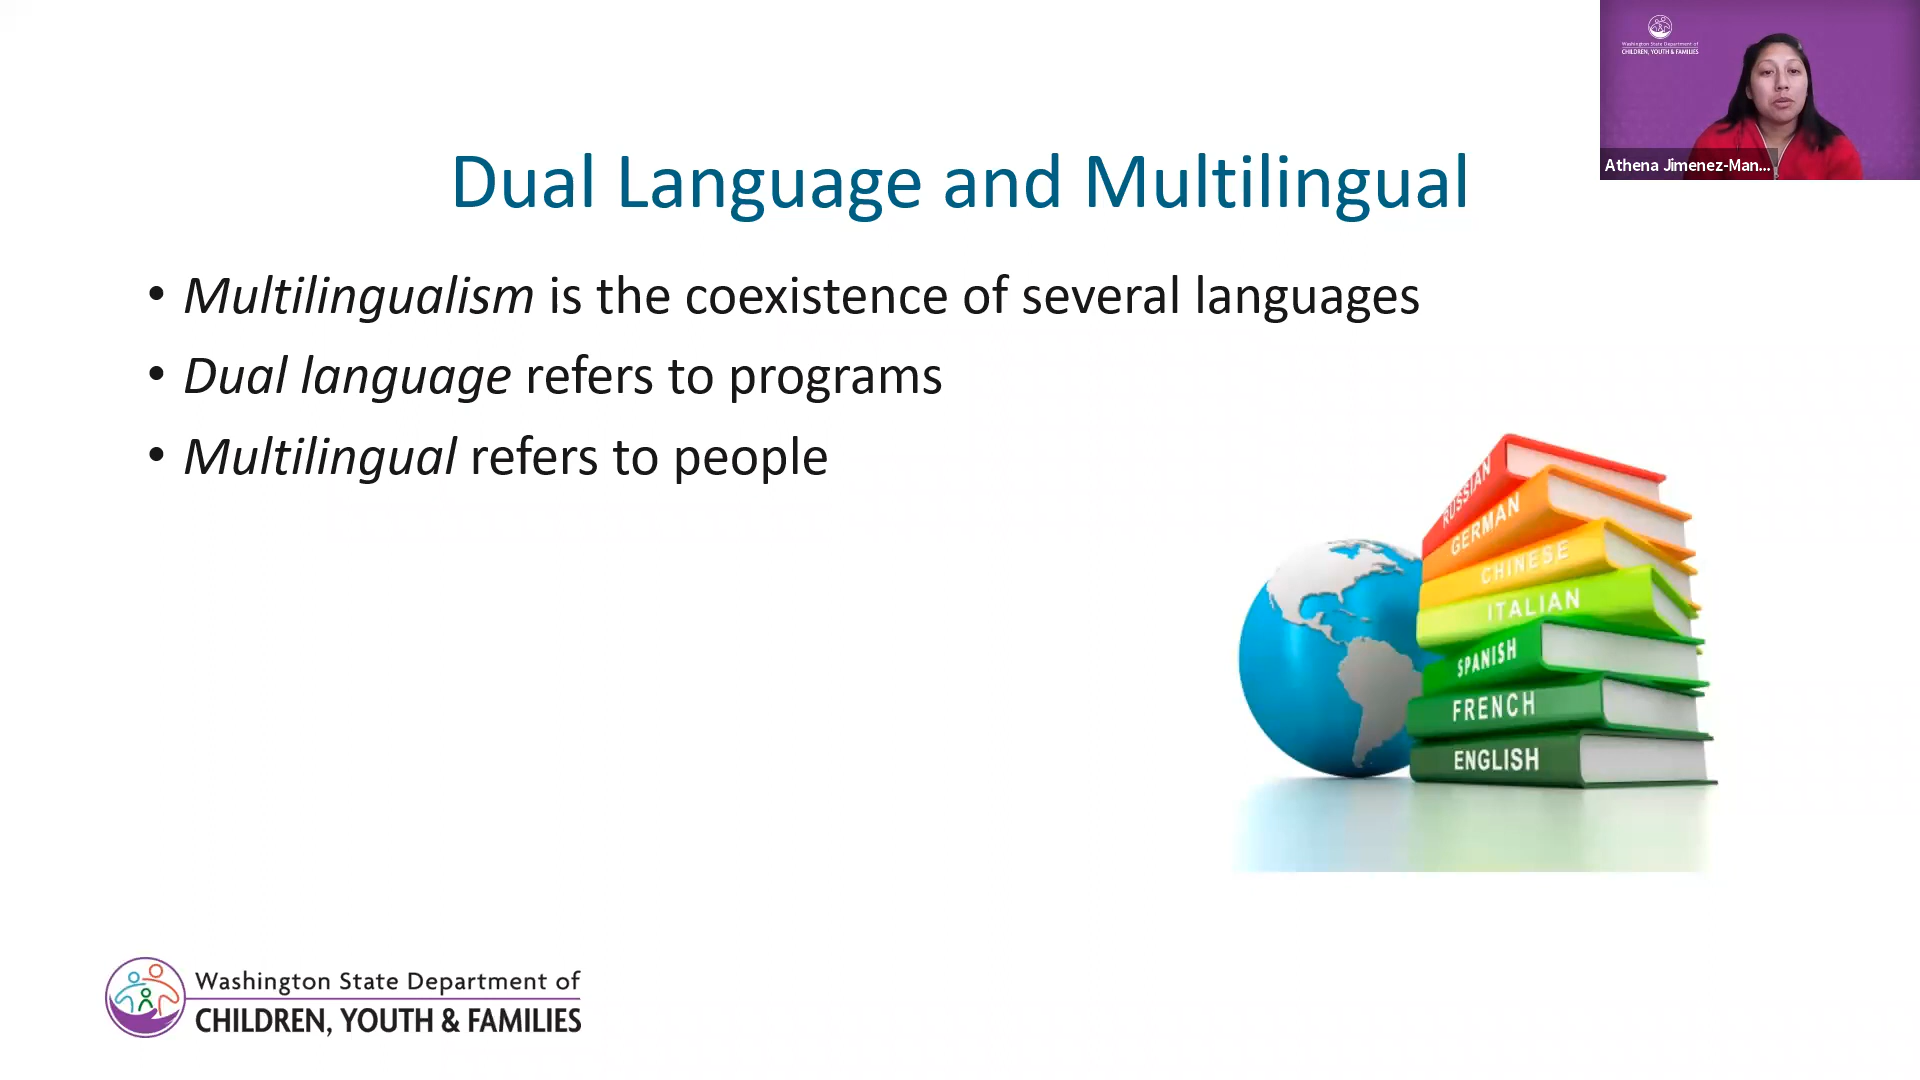 Washington State Department of
CHILDREN, YOUTH & FAMILIES
Athena Jimenez-Man...
Dual Language and Multilingual
• Multilingualism is the coexistence of several languages
• Dual language refers to programs
• Multilingual refers to people
RUSSIAN
GERMAN
CHINESE
ITALIAN
SPANISH
FRENCH
ENGLISH
Washington State Department of
CHILDREN, YOUTH & FAMILIES